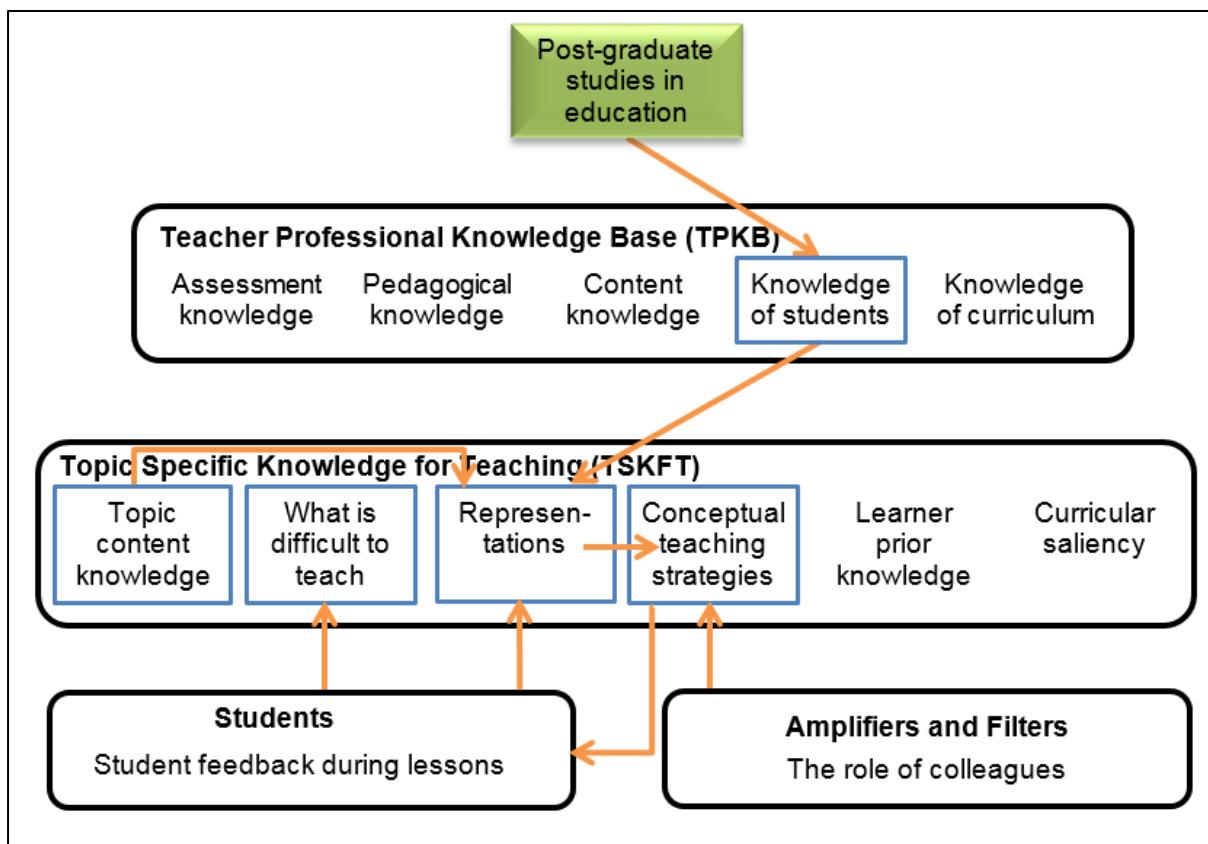 Post-graduate
studies in
education
Teacher Professional Knowledge Base (TPKB)
Assessment
knowledge
Pedagogical
knowledge
Content
knowledge
Knowledge
of students
Knowledge
of curriculum
Topic Specific Knowledge for Teaching (TSKFT)
Topic
content
knowledge
What is
difficult to
teach
Represen-
tations
Conceptual
teaching
strategies
Learner
prior
knowledge
Curricular
saliency
Students
Student feedback during lessons
Amplifiers and Filters
The role of colleagues